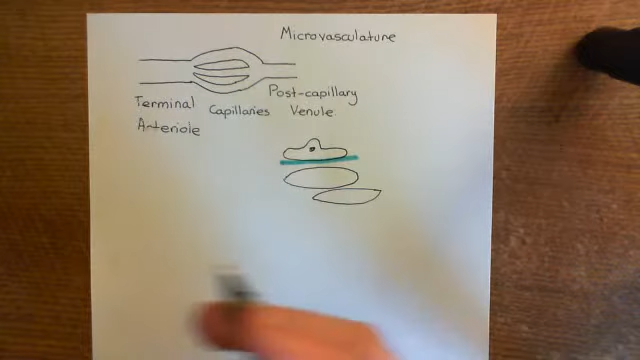 Microvasculature
Post-capillary
Terminal Capillaries Venule
Arteriole